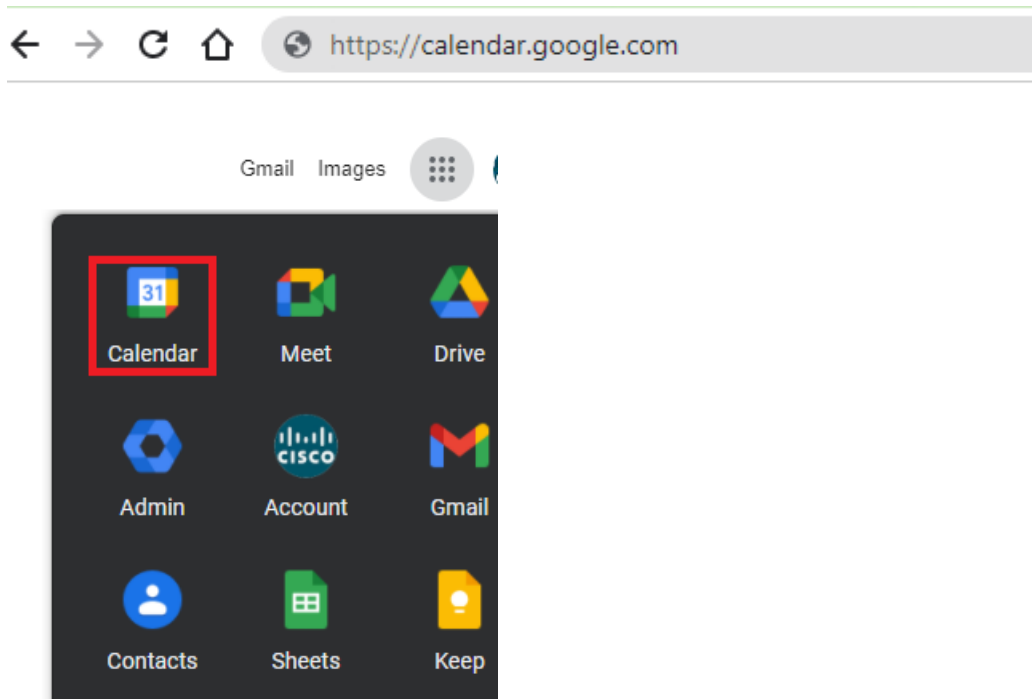 https://calendar.google.com
Gmail Images
31
Calendar Meet Drive
CISCO
Admin Account Gmail
Contacts Sheets Keep